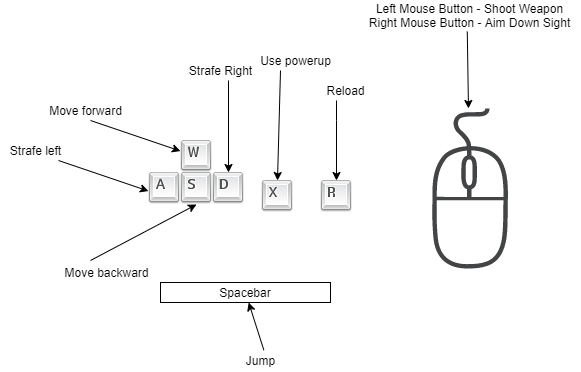 Left Mouse Button - Shoot Weapon
Right Mouse Button - Aim Down Sight
Use powerup
Strafe Right
Reload
Move forward
Strafe left
W
A
S
D
X
R
Move backward
Spacebar
Jump